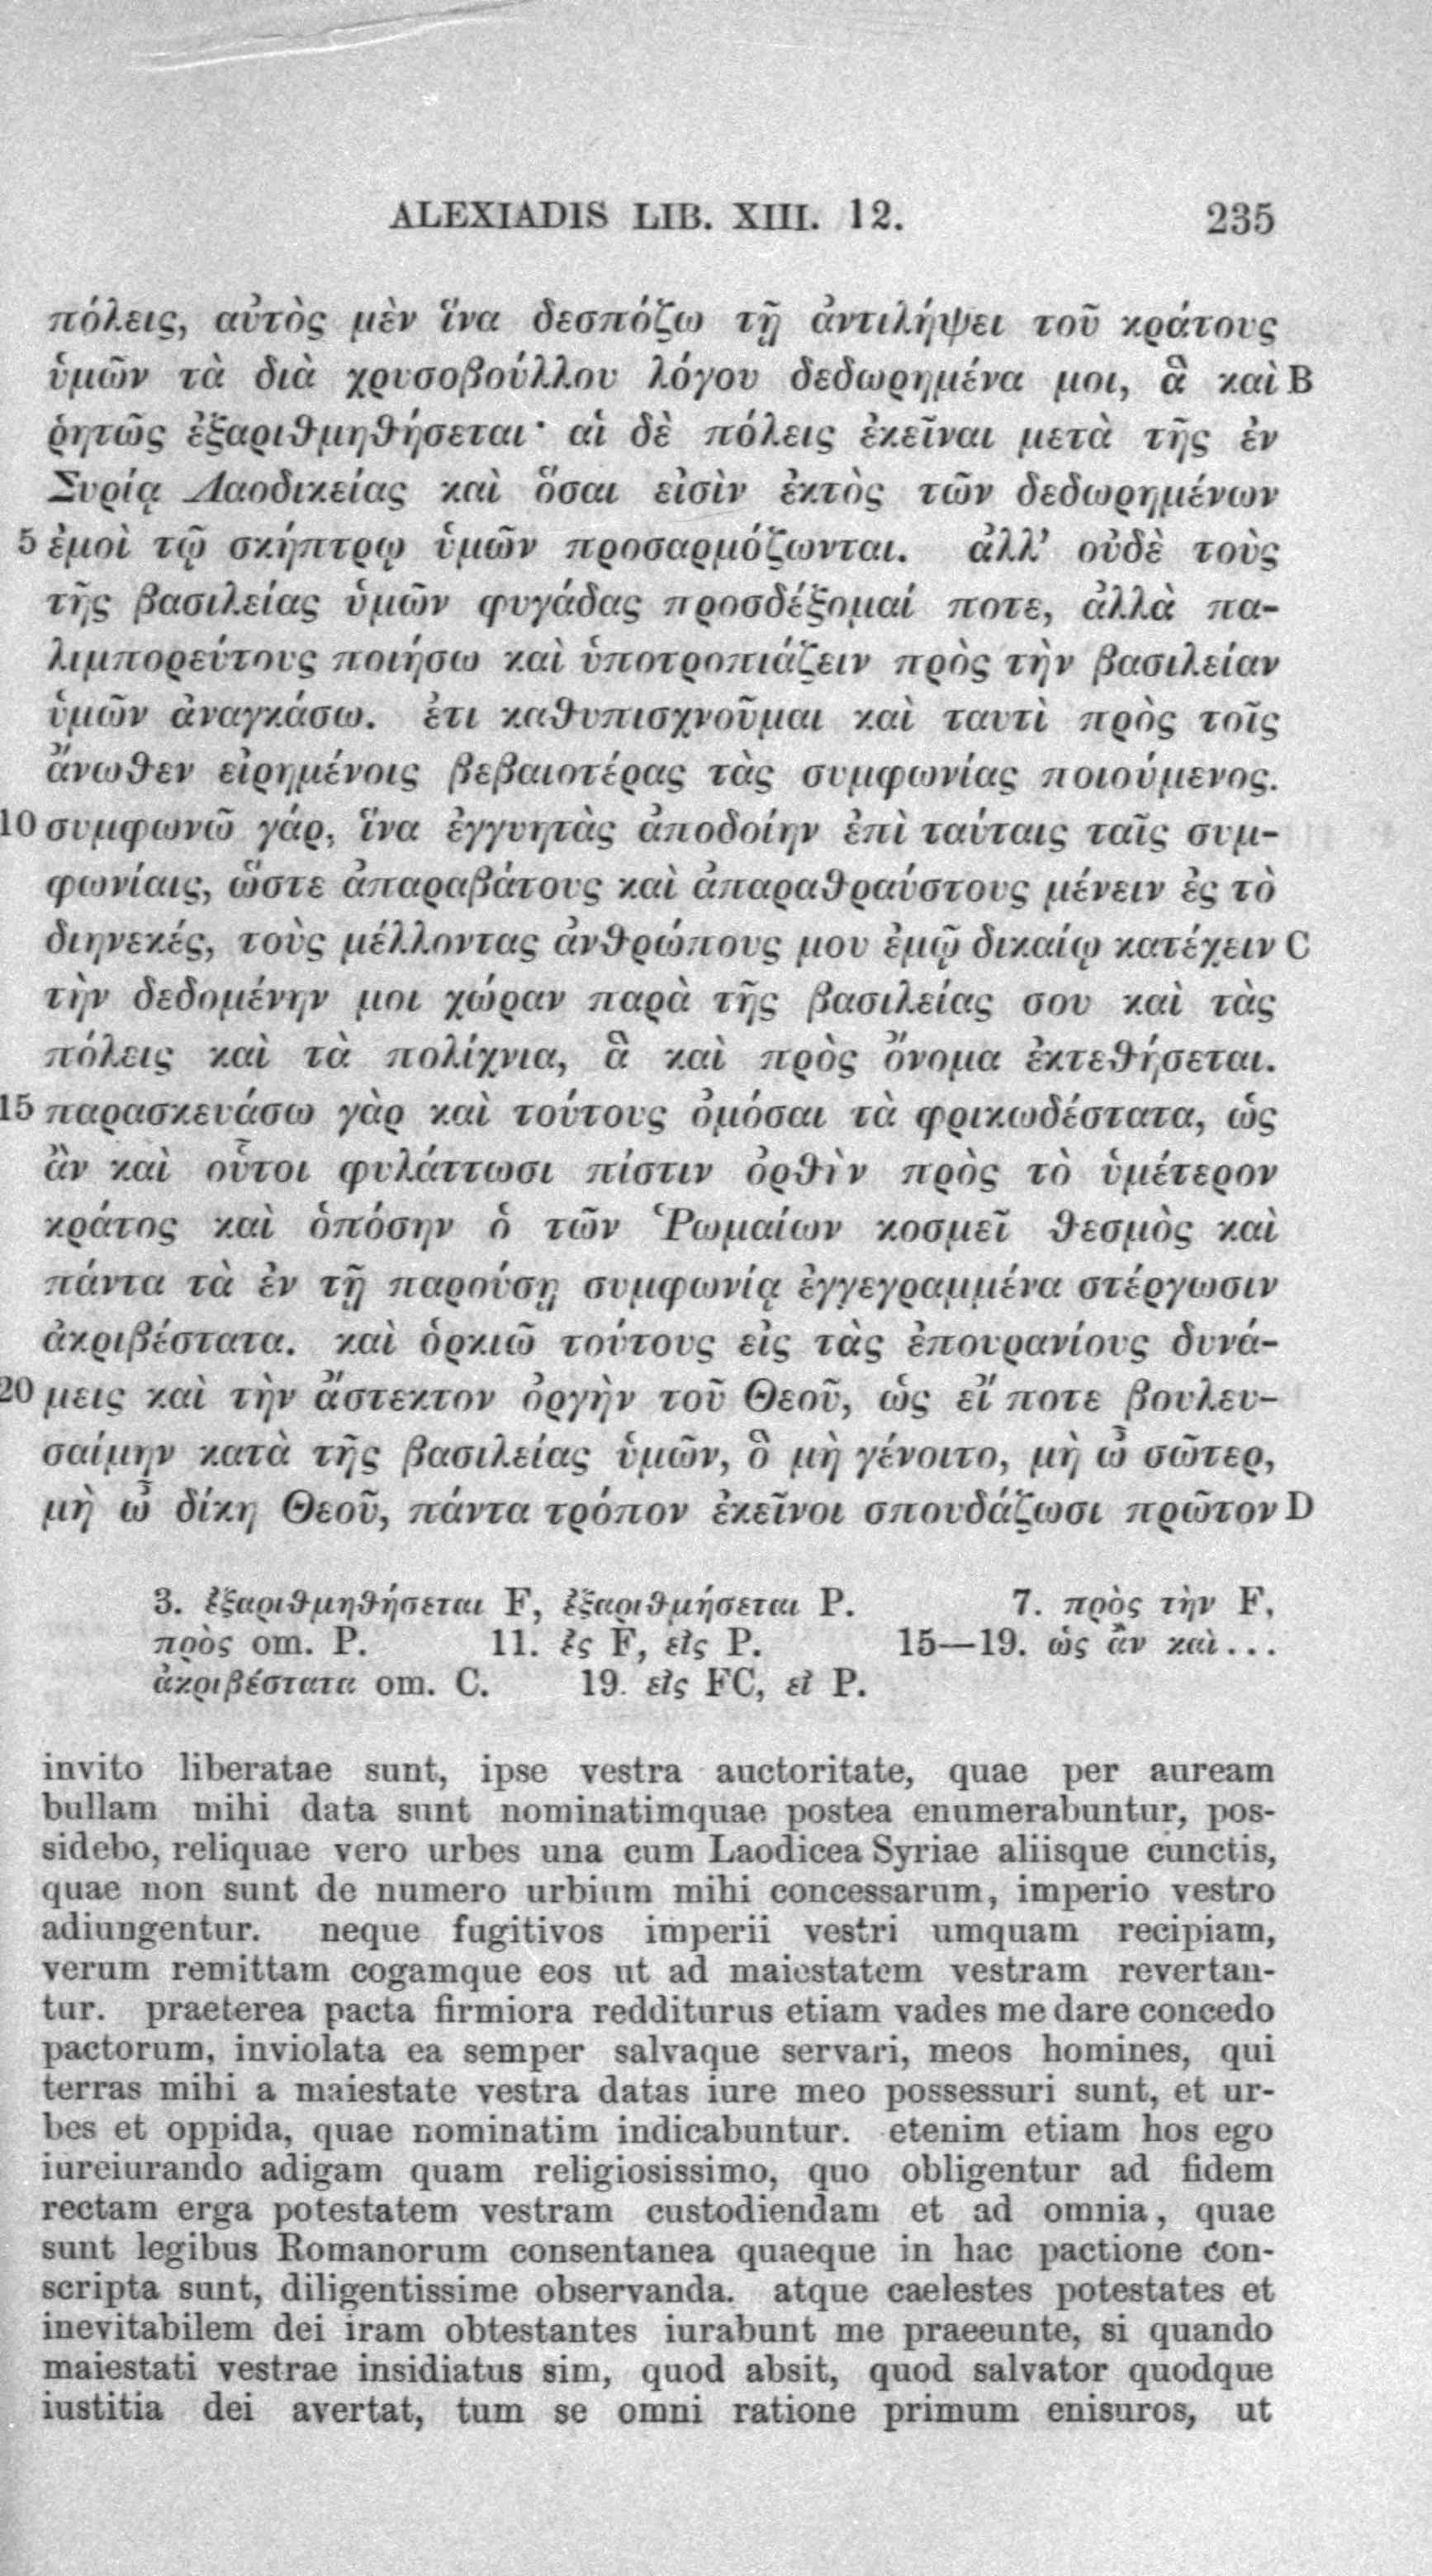 ALEXIADIS LIB. XIII. 12. 235
πόλεις, αὐτὸς μὲν ἵνα δεσπόζω τῇ ἀντιλήψει τοῦ κράτους
ὑμῶν τὰ διὰ χρυσοβούλλου λόγου δεδωρημένα μοι, ἃ καὶ B
ῥητῶς ἐξαριθμηθήσεται· αἱ δὲ πόλεις ἐκεῖναι μετὰ τῆς ἐν
Συρίᾳ Λαοδικείας καὶ ὅσαι εἰσὶν ἐκτὸς τῶν δεδωρημένων
5 ἐμοὶ τῷ σκήπτρῳ ὑμῶν προσαρμόζωνται. ἀλλ’ οὐδὲ τοὺς
τῆς βασιλείας ὑμῶν φυγάδας προσδέξομαί ποτε, ἀλλὰ πα-
λιμπορεύτους ποιήσω καὶ ὑποτροπιάζειν πρὸς τὴν βασιλείαν
ὑμῶν ἀναγκάσω. ἔτι καθυπισχνοῦμαι καὶ ταυτὶ πρὸς τοῖς
ἄνωθεν εἰρημένοις βεβαιοτέρας τὰς συμφωνίας ποιούμενος.
10 συμφωνῶ γάρ, ἵνα ἐγγυητὰς ἀποδοίην ἐπὶ ταύταις ταῖς συμ-
φωνίαις, ὥστε ἀπαραβάτους καὶ ἀπαραθραύστους μένειν ἐς τὸ
διηνεκές, τοὺς μέλλοντας ἀνθρώπους μου ἐμῷ δικαίῳ κατέχειν C
τὴν δεδομένην μοι χώραν παρὰ τῆς βασιλείας σου καὶ τὰς
πόλεις καὶ τὰ πολίχνια, ἃ καὶ πρὸς ὄνομα ἐκτεθήσεται.
15 παρασκευάσω γὰρ καὶ τούτους ὀμόσαι τὰ φρικωδέστατα, ὡς
ἂν καὶ οὗτοι φυλάττωσι πίστιν ὀρθὴν πρὸς τὸ ὑμέτερον
κράτος καὶ ὁπόσην ὁ τῶν Ῥωμαίων κοσμεῖ θεσμὸς καὶ
πάντα τὰ ἐν τῇ παρούσῃ συμφωνίᾳ ἐγγεγραμμένα στέργωσιν
ἀκριβέστατα. καὶ ὁρκιῶ τούτους εἰς τὰς ἐπουρανίους δυνά-
20 μεις καὶ τὴν ἄστεκτον ὀργὴν τοῦ Θεοῦ, ὡς εἴ ποτε βουλευ-
σαίμην κατὰ τῆς βασιλείας ὑμῶν, ὃ μὴ γένοιτο, μὴ ὦ σῶτερ,
μὴ ὦ δίκη Θεοῦ, πάντα τρόπον ἐκεῖνοι σπουδάζωσι πρῶτον D
3. ἐξαριθμηθήσεται F, ἐξαριθμήσεται P. 7. πρὸς τὴν F,
πρὸς om. P. 11. ἐς F, εἰς P. 15—19. ὡς ἂν καὶ...
ἀκριβέστατα om. C. 19. εἰς FC, εἰ P.
invito liberatae sunt, ipse vestra auctoritate, quae per auream
bullam mihi data sunt nominatimquae postea enumerabuntur, pos-
sidebo, reliquae vero urbes una cum Laodicea Syriae aliisque cunctis,
quae non sunt de numero urbium mihi concessarum, imperio vestro
adiungentur. neque fugitivos imperii vestri umquam recipiam,
verum remittam cogamque eos ut ad maiestatem vestram revertan-
tur. praeterea pacta firmiora redditurus etiam vades me dare concedo
pactorum, inviolata ea semper salvaque servari, meos homines, qui
terras mihi a maiestate vestra datas iure meo possessuri sunt, et ur-
bes et oppida, quae nominatim indicabuntur. etenim etiam hos ego
iureiurando adigam quam religiosissimo, quo obligentur ad fidem
rectam erga potestatem vestram custodiendam et ad omnia, quae
sunt legibus Romanorum consentanea quaeque in hac pactione con-
scripta sunt, diligentissime observanda. atque caelestes potestates et
inevitabilem dei iram obtestantes iurabunt me praeeunte, si quando
maiestati vestrae insidiatus sim, quod absit, quod salvator quodque
iustitia dei avertat, tum se omni ratione primum enisuros, ut